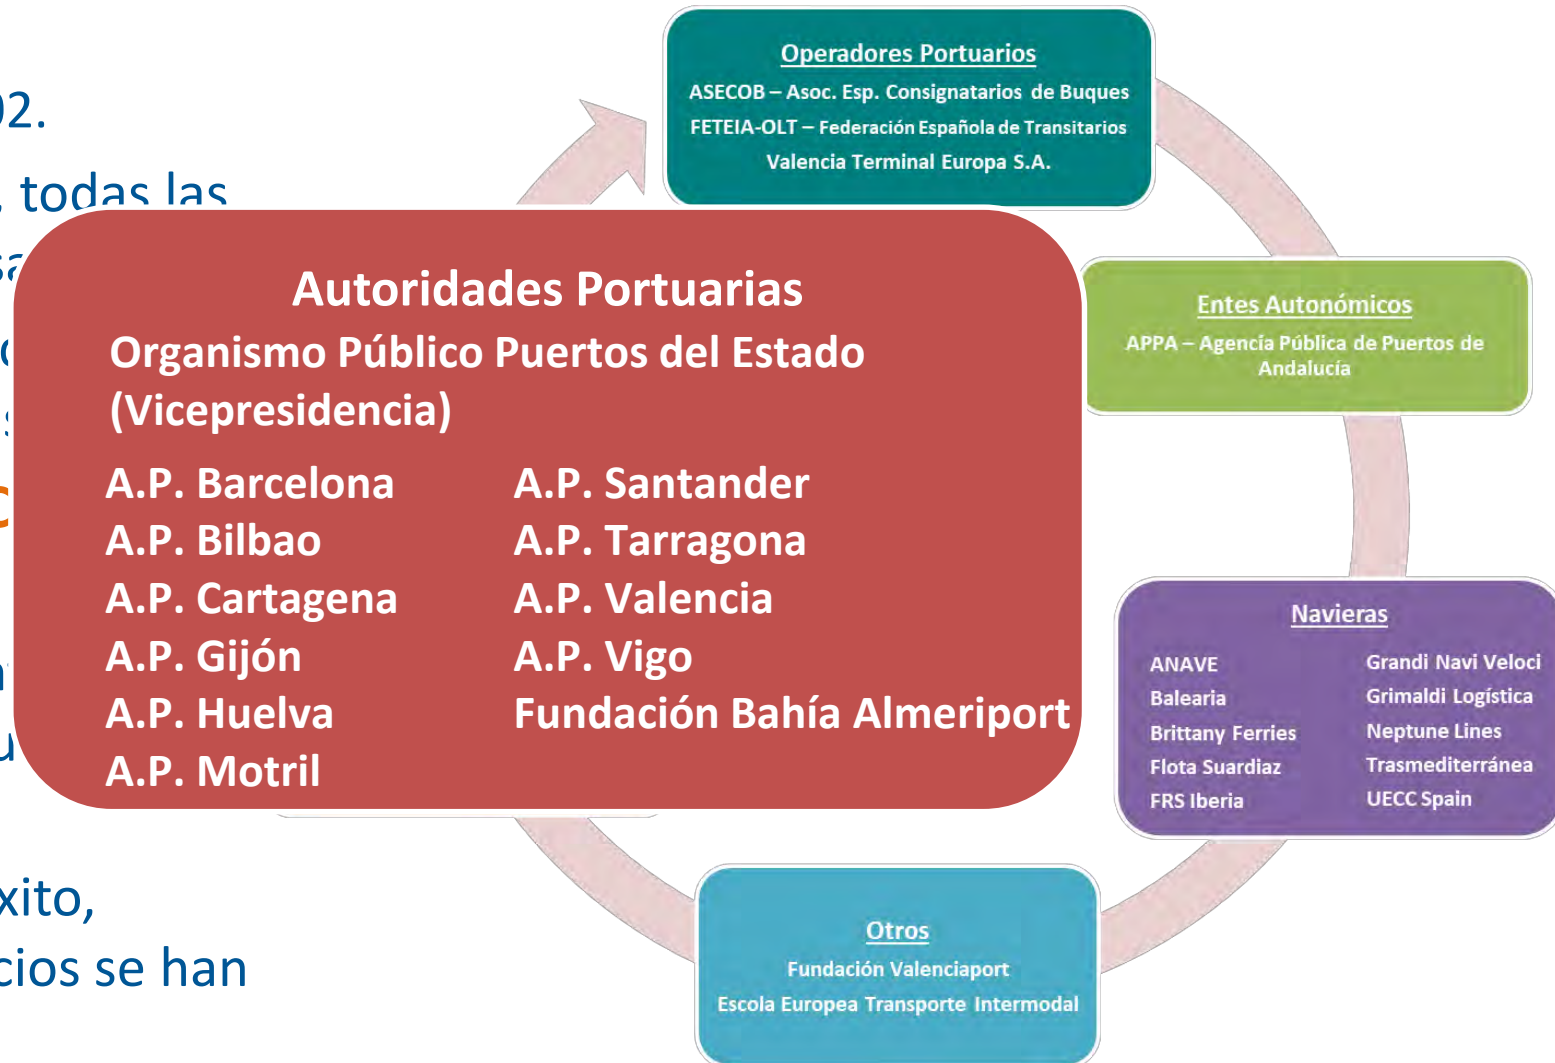 02.
todas las
xito,
cios se han
Operadores Portuarios
ASECOB – Asoc. Esp. Consignatarios de Buques
FETEIA-OLT – Federación Española de Transitarios
Valencia Terminal Europa S.A.
Autoridades Portuarias
Organismo Público Puertos del Estado
(Vicepresidencia)
A.P. Barcelona
A.P. Bilbao
A.P. Cartagena
A.P. Gijón
A.P. Huelva
A.P. Motril
A.P. Santander
A.P. Tarragona
A.P. Valencia
A.P. Vigo
Fundación Bahía Almeriport
Entes Autonómicos
APPA – Agencía Pública de Puertos de
Andalucía
Navieras
ANAVE
Balearia
Brittany Ferries
Flota Suardiaz
FRS Iberia
Grandi Navi Veloci
Grimaldi Logística
Neptune Lines
Trasmediterránea
UECC Spain
Otros
Fundación Valenciaport
Escola Europea Transporte Intermodal